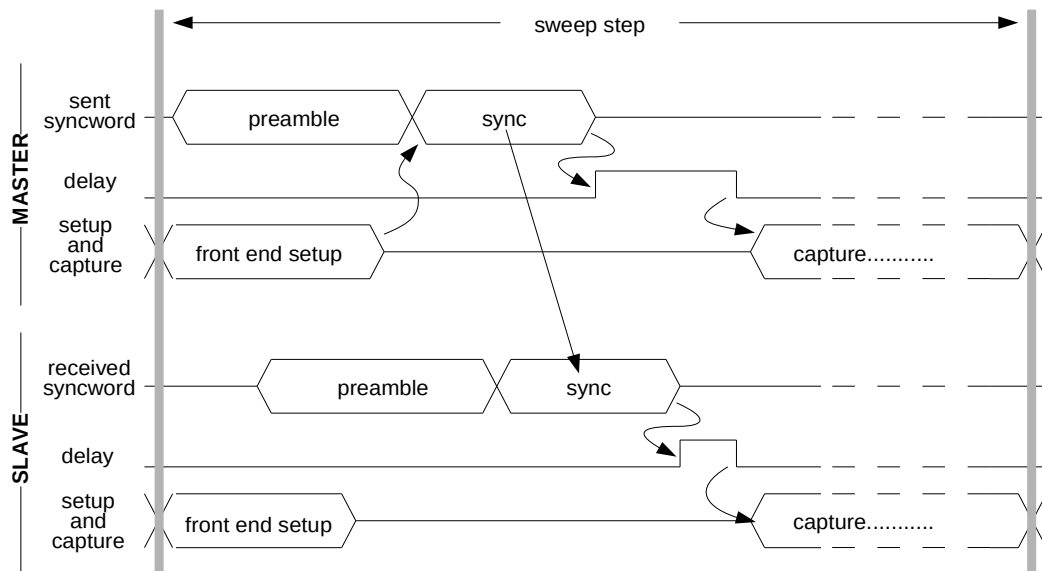 sweep step
MASTER
sent
syncword
preamble
sync
delay
setup
and
capture
front end setup
capture...........
SLAVE
received
syncword
preamble
sync
delay
setup
and
capture
front end setup
capture...........